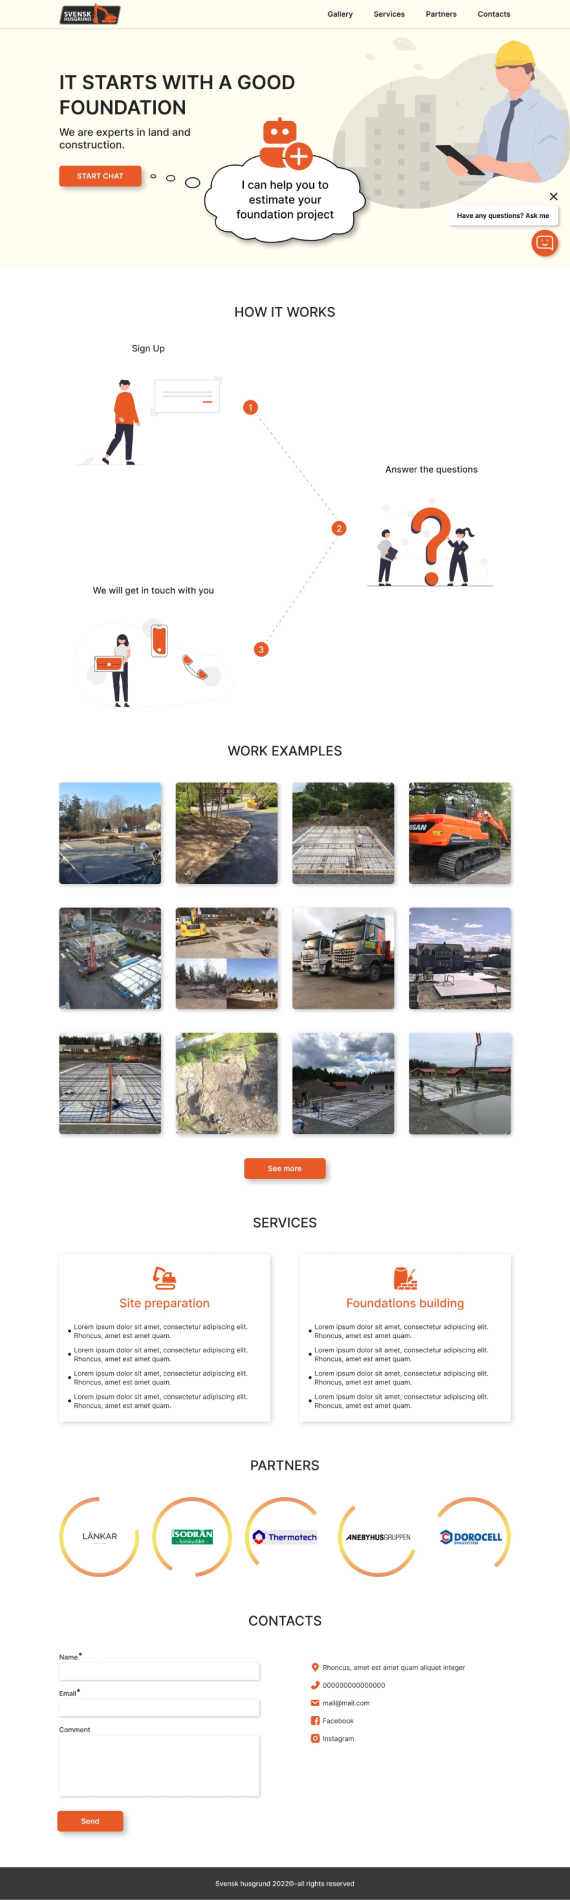 SVENSK
HUSGRUND
Gallery
Services
Partners
Contacts
IT STARTS WITH A GOOD
FOUNDATION
We are experts in land and
construction.
START CHAT
I can help you to
estimate your
foundation project
Have any questions? Ask me
HOW IT WORKS
Sign Up
1
Answer the questions
2
We will get in touch with you
3
WORK EXAMPLES
See more
SERVICES
Site preparation
Lorem ipsum dolor sit amet, consectetur adipiscing elit.
Rhoncus, amet est amet quam.
Lorem ipsum dolor sit amet, consectetur adipiscing elit.
Rhoncus, amet est amet quam.
Lorem ipsum dolor sit amet, consectetur adipiscing elit.
Rhoncus, amet est amet quam.
Lorem ipsum dolor sit amet, consectetur adipiscing elit.
Rhoncus, amet est amet quam.
Foundations building
Lorem ipsum dolor sit amet, consectetur adipiscing elit.
Rhoncus, amet est amet quam.
Lorem ipsum dolor sit amet, consectetur adipiscing elit.
Rhoncus, amet est amet quam.
Lorem ipsum dolor sit amet, consectetur adipiscing elit.
Rhoncus, amet est amet quam.
Lorem ipsum dolor sit amet, consectetur adipiscing elit.
Rhoncus, amet est amet quam.
PARTNERS
LÄNKAR
SODRÄN
Thermotech
ANEBYHUSGRUPPEN
DOROCELL
CONTACTS
Name*
Email*
Comment
Send
Rhoncus, amet est amet quam aliquet integer
000000000000000
mail@mail.com
Facebook
Instagram
Svensk husgrund 2022©-all rights reserved